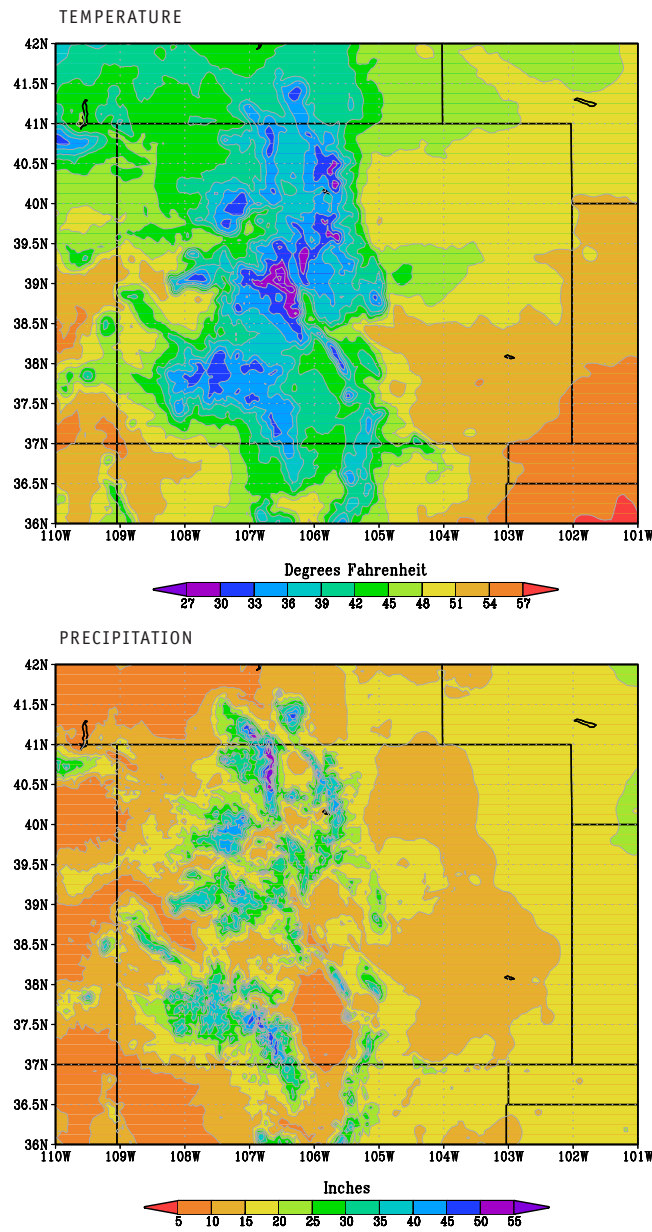 TEMPERATURE
42N
41.5N
41N
40.5N
40N
39.5N
39N
38.5N
38N
37.5N
37N
36.5N
36N
110W 109W 108W 107W 106W 105W 104W 103W 102W 101W
Degrees Fahrenheit
27 30 33 36 39 42 45 48 51 54 57
PRECIPITATION
42N
41.5N
41N
40.5N
40N
39.5N
39N
38.5N
38N
37.5N
37N
36.5N
36N
110W 109W 108W 107W 106W 105W 104W 103W 102W 101W
Inches
5 10 15 20 25 30 35 40 45 50 55